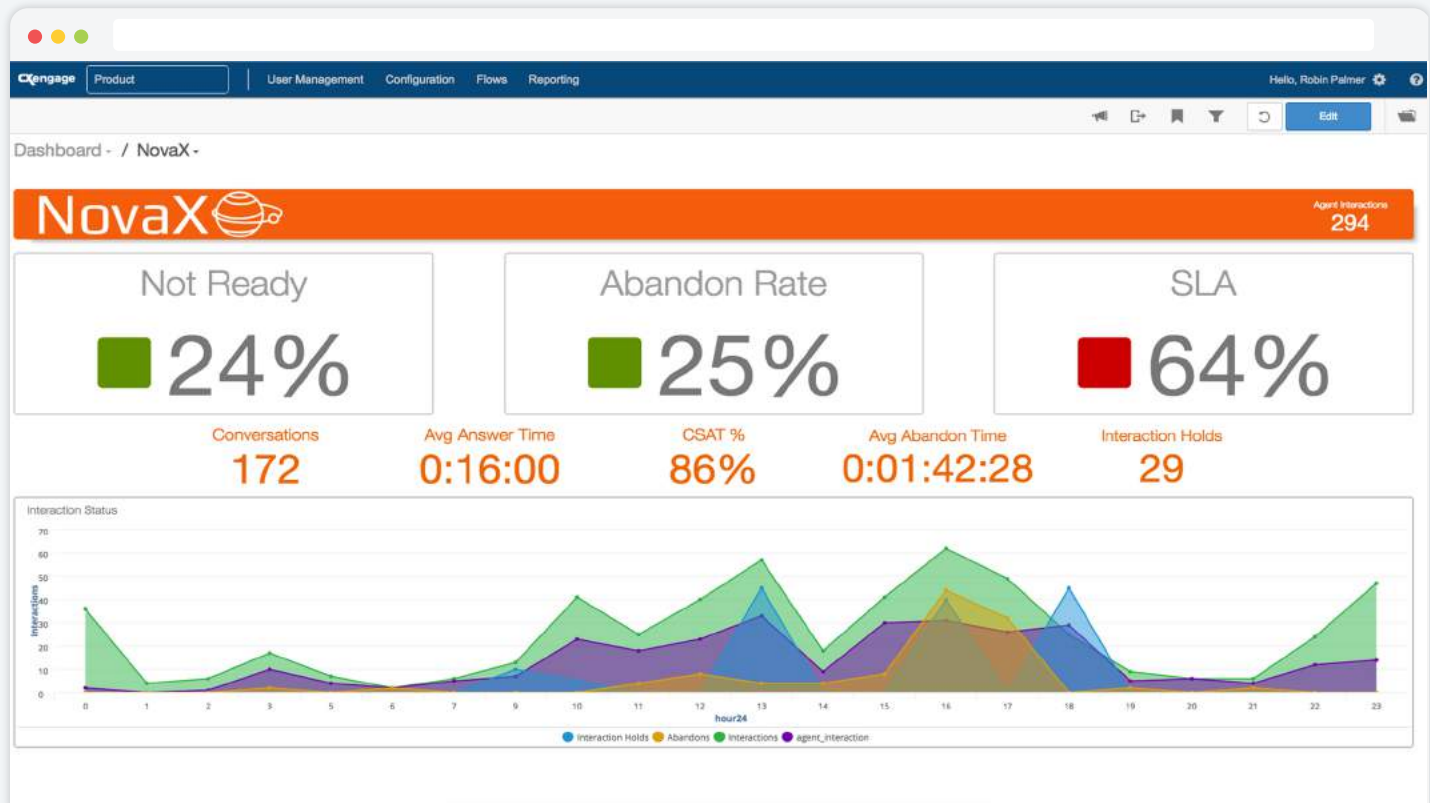 CXengage Product User Management Configuration Flows Reporting Hello, Robin Palmer
Edit
Dashboard / NovaX
NovaX
Agent Interactions
294
Not Ready
24%
Abandon Rate
25%
SLA
64%
Conversations
172
Avg Answer Time
0:16:00
CSAT %
86%
Avg Abandon Time
0:01:42:28
Interaction Holds
29
Interaction Status
Interactions
70
60
50
40
30
20
10
0
0 1 2 3 5 6 7 9 10 11 12 13 14 15 16 17 18 19 20 21 22 23
hour24
Interaction Holds Abandons Interactions agent_interaction